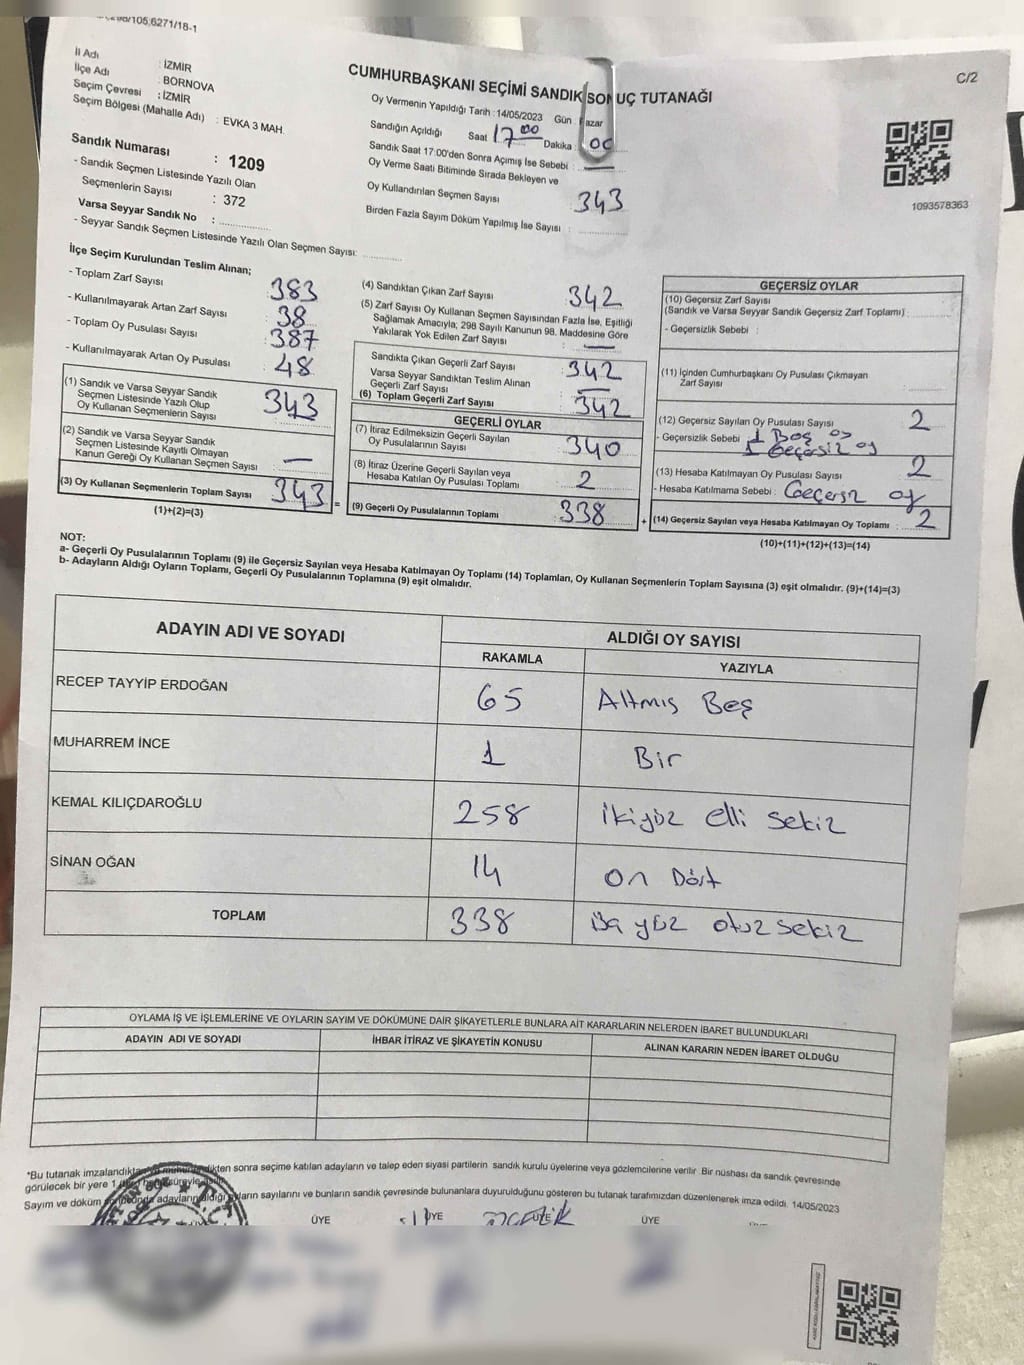 İl Adı : İZMİR
İlçe Adı : BORNOVA
Seçim Çevresi : İZMİR
Seçim Bölgesi (Mahalle Adı) : EVKA 3 MAH.
Sandık Numarası : 1209
- Sandık Seçmen Listesinde Yazılı Olan
Seçmenlerin Sayısı : 372
Varsa Seyyar Sandık No :
- Seyyar Sandık Seçmen Listesinde Yazılı Olan Seçmen Sayısı:
C/2
CUMHURBAŞKANI SEÇİMİ SANDIK SONUÇ TUTANAĞI
Oy Vermenin Yapıldığı Tarih : 14/05/2023 Gün : Pazar
Sandığın Açıldığı Saat 17 00 Dakika :
Sandık Saat 17:00'den Sonra Açımış İse Sebebi :
Oy Verme Saati Bitiminde Sırada Bekleyen ve
Oy Kullandırılan Seçmen Sayısı : 343
Birden Fazla Sayım Döküm Yapılmış İse Sayısı :
1093578363
İlçe Seçim Kurulundan Teslim Alınan;
- Toplam Zarf Sayısı : 383
- Kullanılmayarak Artan Zarf Sayısı : 38
- Toplam Oy Pusulası Sayısı : 387
- Kullanılmayarak Artan Oy Pusulası : 48
(1) Sandık ve Varsa Seyyar Sandık
Seçmen Listesinde Yazılı Olup
Oy Kullanan Seçmenlerin Sayısı : 343
(2) Sandık ve Varsa Seyyar Sandık
Seçmen Listesinde Kayıtlı Olmayan
Kanun Gereği Oy Kullanan Seçmen Sayısı : —
(3) Oy Kullanan Seçmenlerin Toplam Sayısı : 343
(1)+(2)=(3)
(4) Sandıktan Çıkan Zarf Sayısı : 342
(5) Zarf Sayısı Oy Kullanan Seçmen Sayısından Fazla İse, Eşitliği
Sağlamak Amacıyla; 298 Sayılı Kanunun 98. Maddesine Göre
Yakılarak Yok Edilen Zarf Sayısı : —
Sandıkta Çıkan Geçerli Zarf Sayısı : 342
Varsa Seyyar Sandıktan Teslim Alınan
Geçerli Zarf Sayısı : —
(6) Toplam Geçerli Zarf Sayısı : 342
GEÇERLİ OYLAR
(7) İtiraz Edilmeksizin Geçerli Sayılan
Oy Pusulalarının Sayısı : 340
(8) İtiraz Üzerine Geçerli Sayılan veya
Hesaba Katılan Oy Pusulası Toplamı : 2
(9) Geçerli Oy Pusulalarının Toplamı : 338
GEÇERSİZ OYLAR
(10) Geçersiz Zarf Sayısı
(Sandık ve Varsa Seyyar Sandık Geçersiz Zarf Toplamı) :
- Geçersizlik Sebebi :
(11) İçinden Cumhurbaşkanı Oy Pusulası Çıkmayan
Zarf Sayısı
(12) Geçersiz Sayılan Oy Pusulası Sayısı : 2
- Geçersizlik Sebebi : 1 Boş oy
1 Geçersiz oy
(13) Hesaba Katılmayan Oy Pusulası Sayısı : 2
- Hesaba Katılmama Sebebi : Geçersiz oy
(14) Geçersiz Sayılan veya Hesaba Katılmayan Oy Toplamı : 2
(10)+(11)+(12)+(13)=(14)
NOT:
a- Geçerli Oy Pusulalarının Toplamı (9) ile Geçersiz Sayılan veya Hesaba Katılmayan Oy Toplamı (14) Toplamları, Oy Kullanan Seçmenlerin Toplam Sayısına (3) eşit olmalıdır. (9)+(14)=(3)
b- Adayların Aldığı Oyların Toplamı, Geçerli Oy Pusulalarının Toplamına (9) eşit olmalıdır.
ADAYIN ADI VE SOYADI ALDIĞI OY SAYISI
RAKAMLA YAZIYLA
RECEP TAYYİP ERDOĞAN 65 Altmış Beş
MUHARREM İNCE 1 Bir
KEMAL KILIÇDAROĞLU 258 ikiyüz elli sekiz
SİNAN OĞAN 14 on Dört
TOPLAM 338 yüz otuz sekiz
OYLAMA İŞ VE İŞLEMLERİNE VE OYLARIN SAYIM VE DÖKÜMÜNE DAİR ŞİKAYETLERLE BUNLARA AİT KARARLARIN NELERDEN İBARET BULUNDUKLARI
ADAYIN ADI VE SOYADI İHBAR İTİRAZ VE ŞİKAYETİN KONUSU ALINAN KARARIN NEDEN İBARET OLDUĞU
*Bu tutanak sonra seçime katılan adayların ve talep eden siyasi partilerin sandık kurulu üyelerine veya gözlemcilerine verilir. Bir nüshası da sandık çevresinde
görülecek bir yere 1
Sayım ve döküm sayılarını ve bunların sandık çevresinde bulunanlara duyurulduğunu gösteren bu tutanak tarafımızdan düzenlenerek imza edildi. 14/05/2023
ÜYE ÜYE ÜYE ÜYE